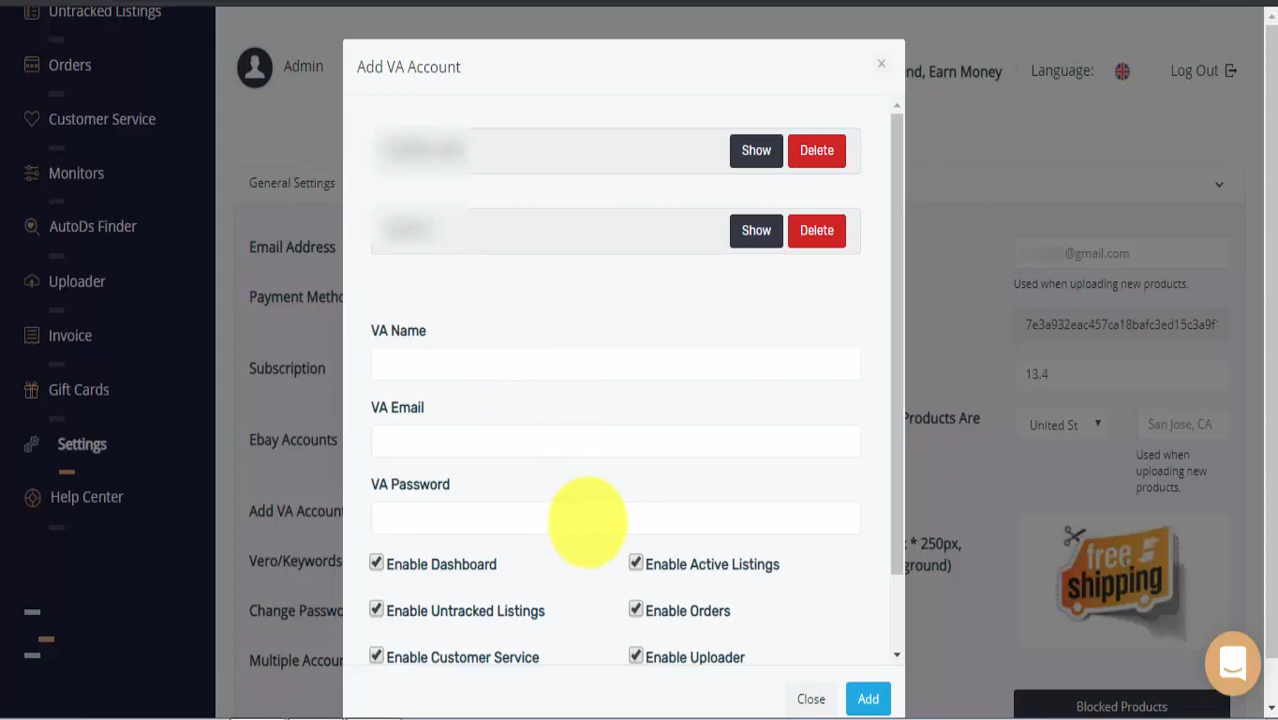 Untracked Listings
Orders
Customer Service
Monitors
AutoDs Finder
Uploader
Invoice
Gift Cards
Settings
Help Center
Admin
nd, Earn Money
Language:
Log Out
General Settings
Email Address
Payment Metho
Subscription
Ebay Accounts
Add VA Account
Vero/Keywords
Change Passwo
Multiple Accour
Add VA Account
×
Show Delete
Show Delete
VA Name
VA Email
VA Password
Enable Dashboard
Enable Active Listings
Enable Untracked Listings
Enable Orders
Enable Customer Service
Enable Uploader
Close
Add
@gmail.com
Used when uploading new products.
7e3a932eac457ca18bafc3ed15c3a9f
13.4
Products Are
United St
San Jose, CA
Used when
uploading new
products.
x * 250px,
ground)
free
shipping
Blocked Products